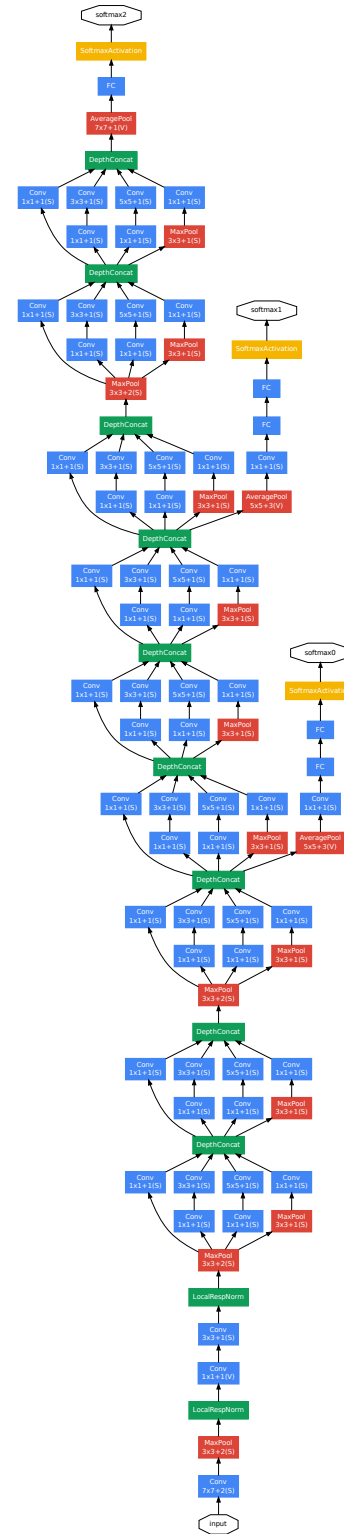 softmax2
SoftmaxActivation
FC
AveragePool
7x7+1(V)
DepthConcat
Conv Conv Conv Conv
1x1+1(S) 3x3+1(S) 5x5+1(S) 1x1+1(S)
Conv Conv MaxPool
1x1+1(S) 1x1+1(S) 3x3+1(S)
DepthConcat
Conv Conv Conv Conv
1x1+1(S) 3x3+1(S) 5x5+1(S) 1x1+1(S)
softmax1
Conv Conv MaxPool
1x1+1(S) 1x1+1(S) 3x3+1(S)
SoftmaxActivation
MaxPool
3x3+2(S)
FC
DepthConcat
FC
Conv Conv Conv Conv Conv
1x1+1(S) 3x3+1(S) 5x5+1(S) 1x1+1(S) 1x1+1(S)
Conv Conv MaxPool AveragePool
1x1+1(S) 1x1+1(S) 3x3+1(S) 5x5+3(V)
DepthConcat
Conv Conv Conv Conv
1x1+1(S) 3x3+1(S) 5x5+1(S) 1x1+1(S)
Conv Conv MaxPool
1x1+1(S) 1x1+1(S) 3x3+1(S)
DepthConcat
softmax0
Conv Conv Conv Conv
1x1+1(S) 3x3+1(S) 5x5+1(S) 1x1+1(S)
SoftmaxActivatio
Conv Conv MaxPool
1x1+1(S) 1x1+1(S) 3x3+1(S)
FC
DepthConcat
FC
Conv Conv Conv Conv Conv
1x1+1(S) 3x3+1(S) 5x5+1(S) 1x1+1(S) 1x1+1(S)
Conv Conv MaxPool AveragePool
1x1+1(S) 1x1+1(S) 3x3+1(S) 5x5+3(V)
DepthConcat
Conv Conv Conv Conv
1x1+1(S) 3x3+1(S) 5x5+1(S) 1x1+1(S)
Conv Conv MaxPool
1x1+1(S) 1x1+1(S) 3x3+1(S)
MaxPool
3x3+2(S)
DepthConcat
Conv Conv Conv Conv
1x1+1(S) 3x3+1(S) 5x5+1(S) 1x1+1(S)
Conv Conv MaxPool
1x1+1(S) 1x1+1(S) 3x3+1(S)
DepthConcat
Conv Conv Conv Conv
1x1+1(S) 3x3+1(S) 5x5+1(S) 1x1+1(S)
Conv Conv MaxPool
1x1+1(S) 1x1+1(S) 3x3+1(S)
MaxPool
3x3+2(S)
LocalRespNorm
Conv
3x3+1(S)
Conv
1x1+1(V)
LocalRespNorm
MaxPool
3x3+2(S)
Conv
7x7+2(S)
input